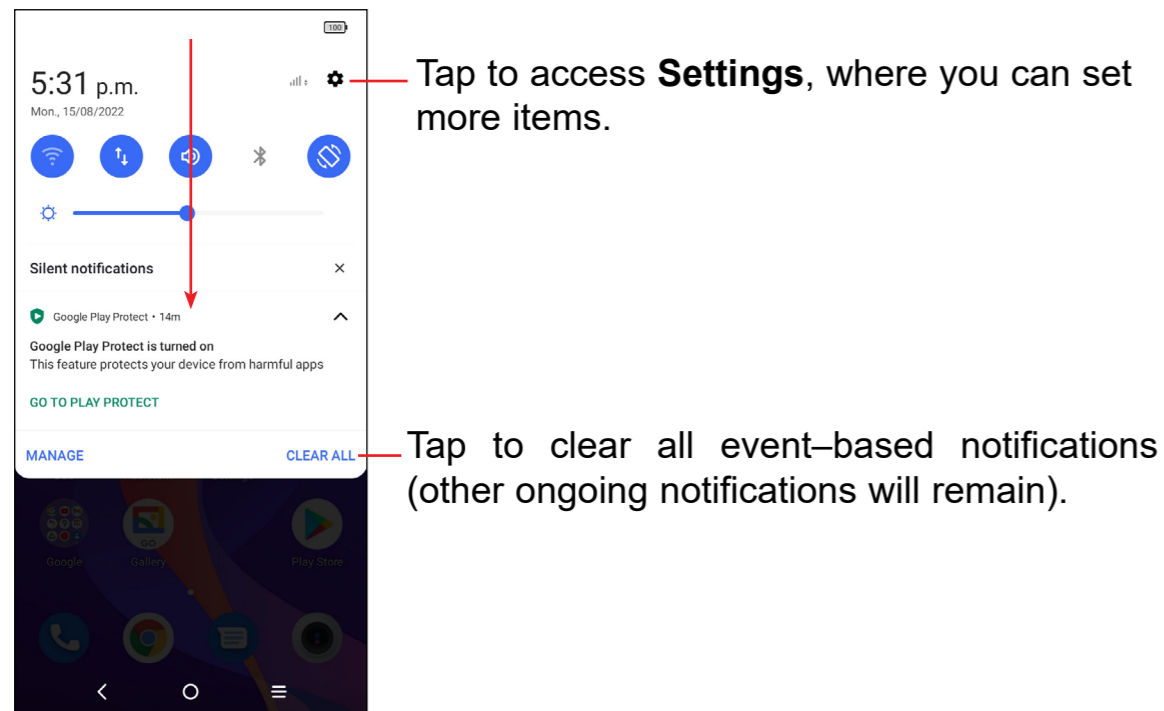 100
5:31 p.m.
Mon., 15/08/2022
Tap to access Settings, where you can set
more items.
Silent notifications
Google Play Protect • 14m
Google Play Protect is turned on
This feature protects your device from harmful apps
GO TO PLAY PROTECT
MANAGE
CLEAR ALL
Tap to clear all event–based notifications
(other ongoing notifications will remain).
GO
Google
Gallery
Play Store